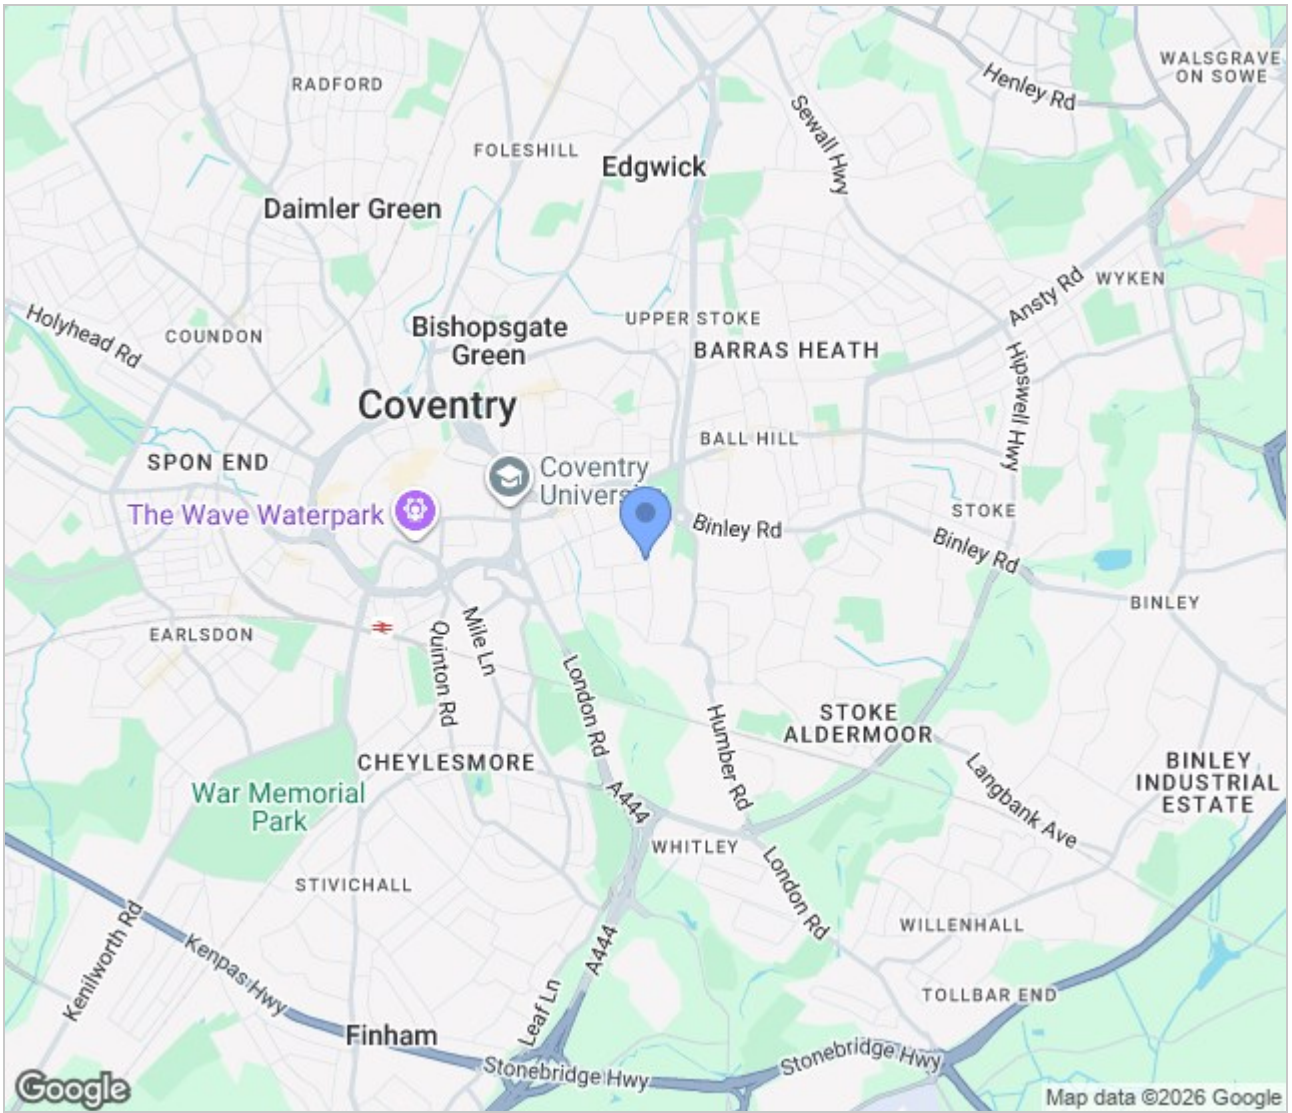 WALSGRAVE
ON SOWE
Henley Rd
RADFORD
Sewall Hwy
FOLESHILL
Edgwick
Daimler Green
WYKEN
Ansty Rd
Holyhead Rd
COUNDON
Bishopsgate
Green
UPPER STOKE
BARRAS HEATH
Hipswell Hwy
Coventry
BALL HILL
SPON END
Coventry
The Wave Waterpark
Binley Rd
STOKE
Binley Rd
BINLEY
EARLSDON
Mile Ln
Quinton Rd
London Rd
Humber Rd
STOKE
ALDERMOOR
CHEYLESMORE
Langbank Ave
BINLEY
INDUSTRIAL
ESTATE
War Memorial
Park
A444
WHITLEY
STIVICHALL
London Rd
Kenilworth Rd
Kenpas Hwy
A444
WILLENHALL
Leaf Ln
TOLLBAR END
Finham
Stonebridge Hwy
Stonebridge Hwy
Google
Map data ©2026 Google